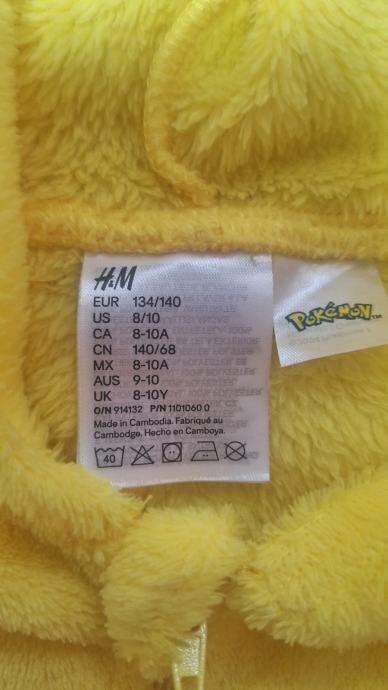 H&M
EUR 134/140
US 8/10
CA 8-10A
CN 140/68
MX 8-10A
AUS 9-10
UK 8-10Y
O/N 914132 P/N 1101060 0
Made in Cambodia. Fabriqué au
Cambodge. Hecho en Camboya.
40
POKÉMON™